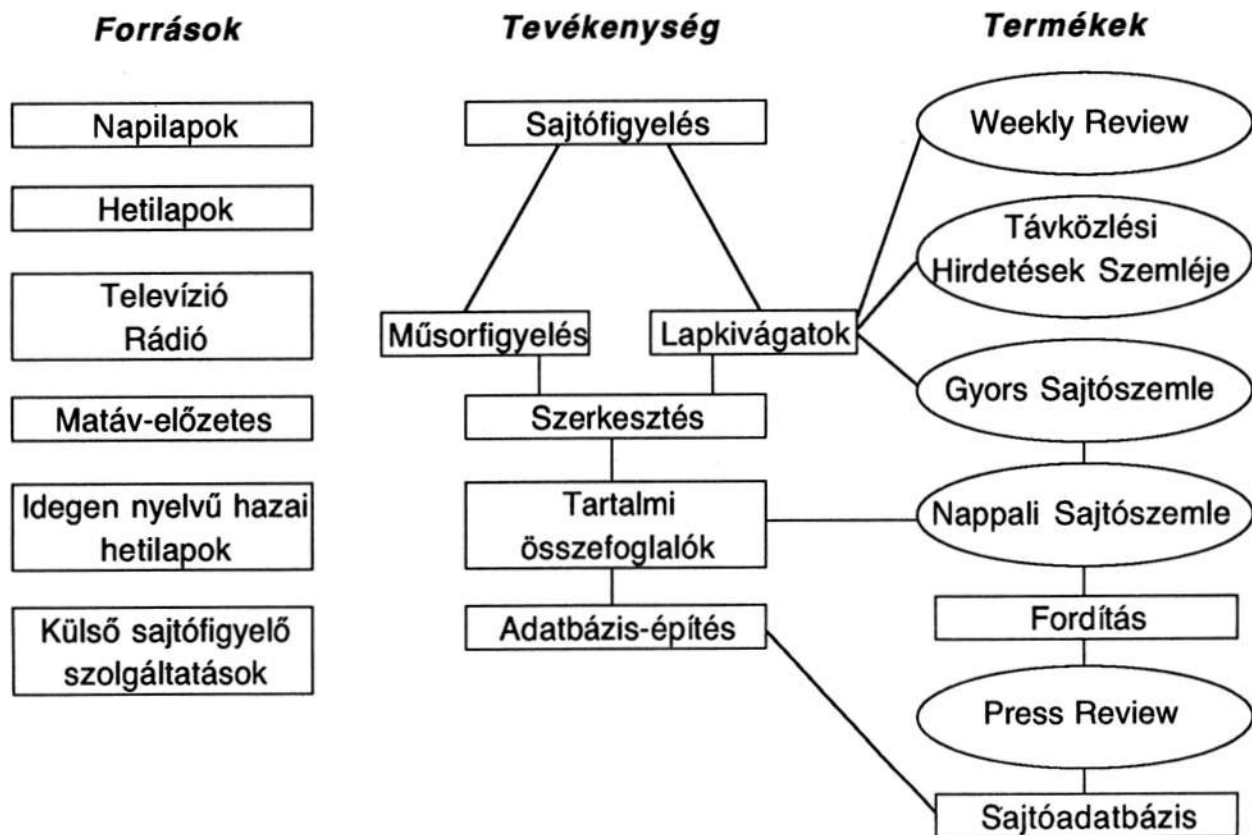 Források
Napilapok
Hetilapok
Televízió
Rádió
Matáv-előzetes
Idegen nyelvű hazai
hetilapok
Külső sajtófigyelő
szolgáltatások
Tevékenység
Sajtófigyelés
Műsorfigyelés
Lapkivágatok
Szerkesztés
Tartalmi
összefoglalók
Adatbázis-építés
Termékek
Weekly Review
Távközlési
Hirdetések Szemléje
Gyors Sajtószemle
Nappali Sajtószemle
Fordítás
Press Review
Sajtóadatbázis